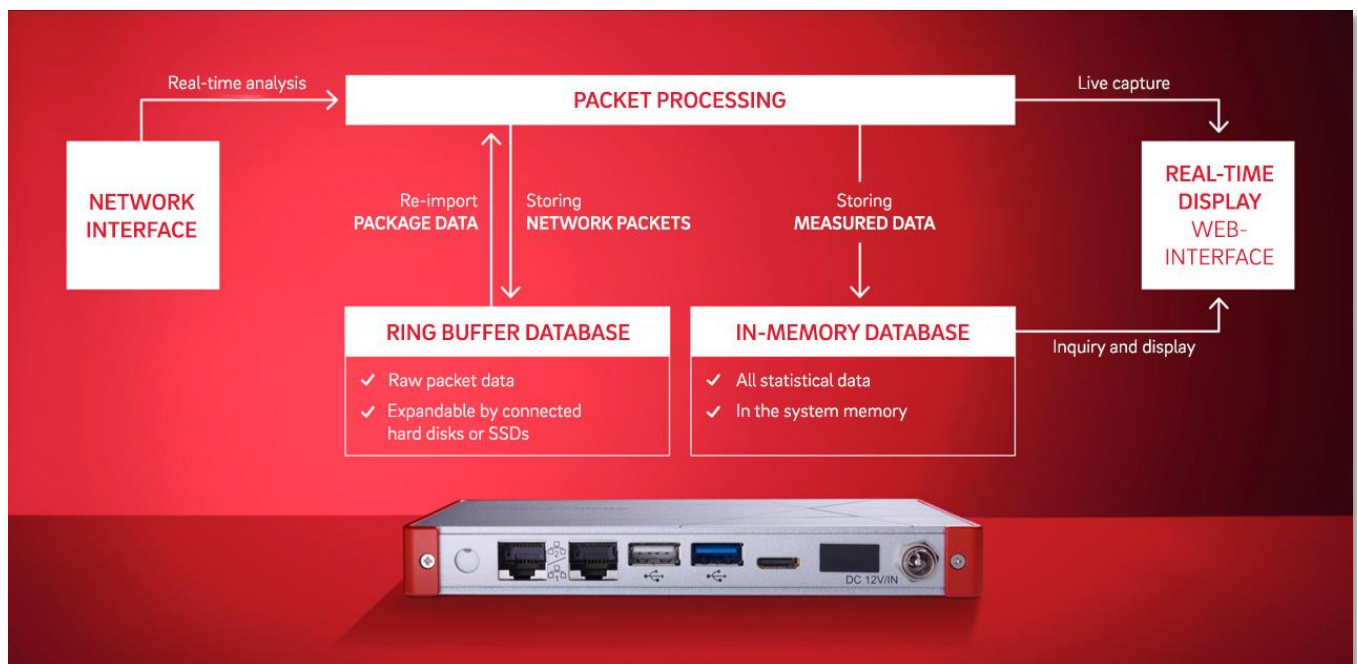 Real-time analysis
PACKET PROCESSING
Live capture
NETWORK
INTERFACE
Re-import
PACKAGE DATA
Storing
NETWORK PACKETS
Storing
MEASURED DATA
REAL-TIME
DISPLAY
WEB-
INTERFACE
RING BUFFER DATABASE
✓ Raw packet data
✓ Expandable by connected
hard disks or SSDs
IN-MEMORY DATABASE
✓ All statistical data
✓ In the system memory
Inquiry and display
2
1
DC 12V/IN